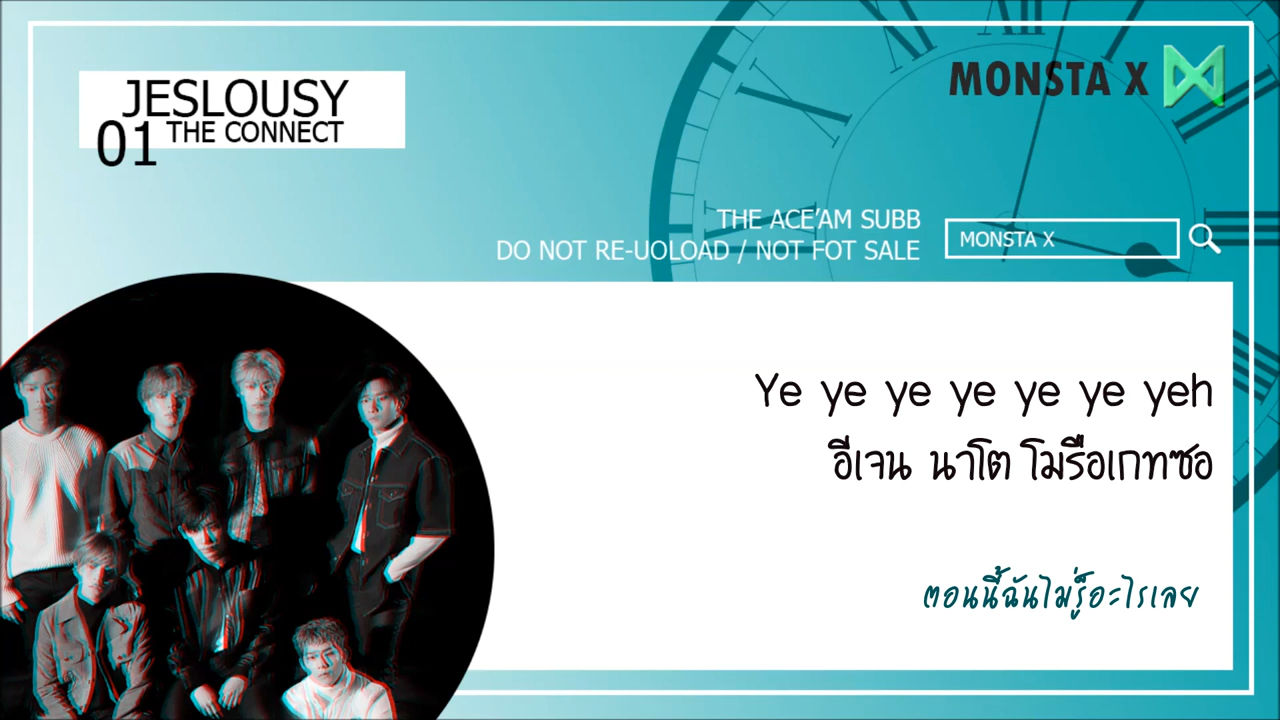 JESLOUSY
01 THE CONNECT
MONSTA X
THE ACE'AM SUBB
DO NOT RE-UOLOAD / NOT FOT SALE
MONSTA X
Ye ye ye ye ye ye yeh
อีเจน นาโต โมรือเกทซอ
ตอนนี้ฉันไม่รู็อะไรเลย